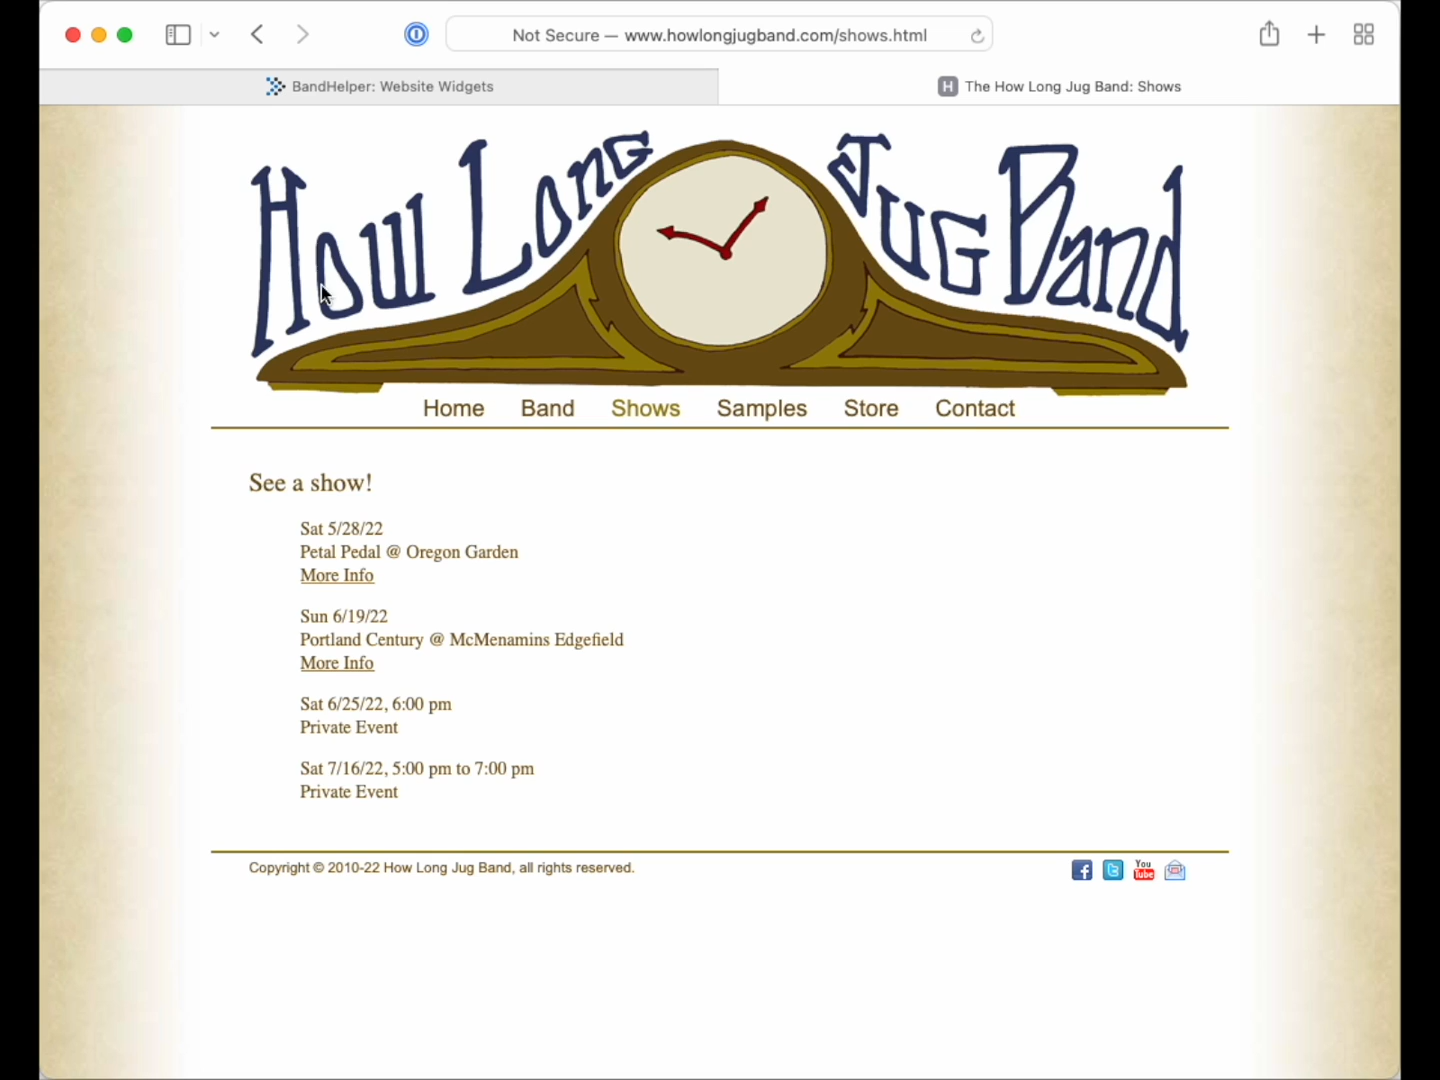 Not Secure — www.howlongjugband.com/shows.html
BandHelper: Website Widgets
H The How Long Jug Band: Shows
How Long Jug Band
Home Band Shows Samples Store Contact
See a show!
Sat 5/28/22
Petal Pedal @ Oregon Garden
More Info
Sun 6/19/22
Portland Century @ McMenamins Edgefield
More Info
Sat 6/25/22, 6:00 pm
Private Event
Sat 7/16/22, 5:00 pm to 7:00 pm
Private Event
Copyright © 2010-22 How Long Jug Band, all rights reserved.
You
Tube